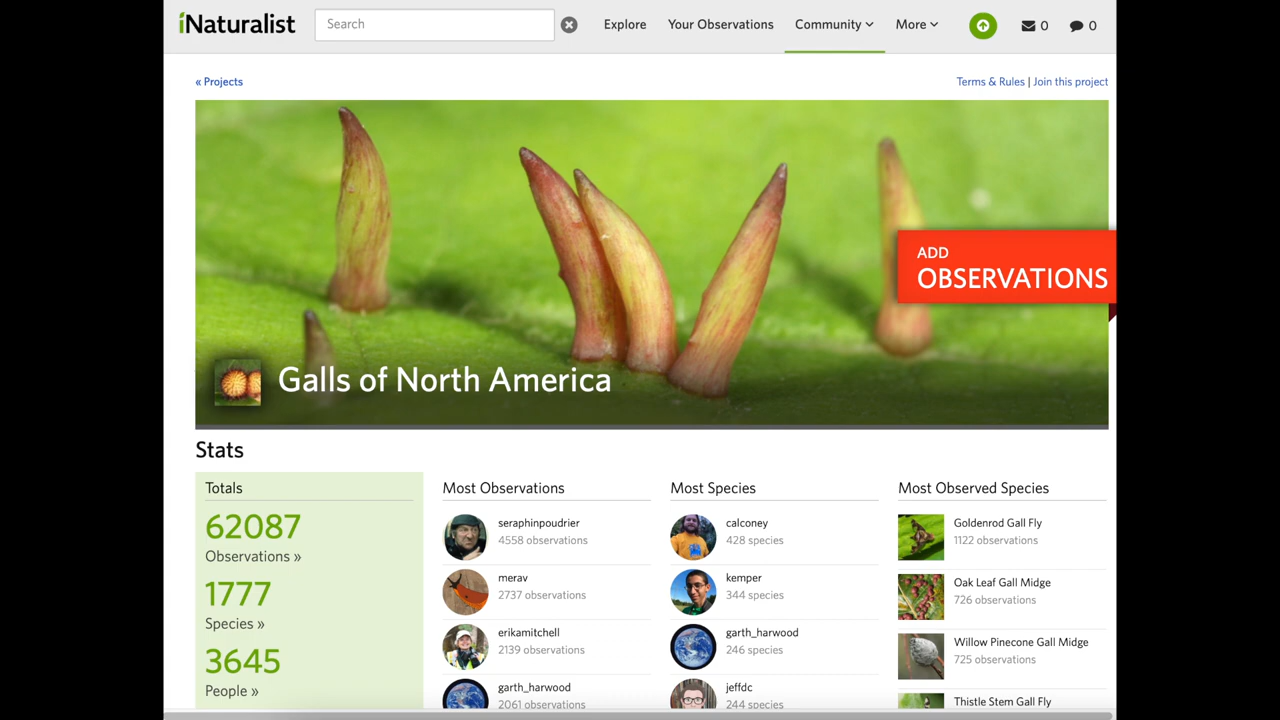 iNaturalist
Search
Explore
Your Observations
Community
More
0
0
« Projects
Terms & Rules | Join this project
ADD
OBSERVATIONS
Galls of North America
Stats
Totals
62087
Observations »
1777
Species »
3645
People »
Most Observations
seraphinpoudrier
4558 observations
merav
2737 observations
erikamitchell
2139 observations
garth_harwood
2061 observations
Most Species
calconey
428 species
kemper
344 species
garth_harwood
246 species
jeffdc
244 species
Most Observed Species
Goldenrod Gall Fly
1122 observations
Oak Leaf Gall Midge
726 observations
Willow Pinecone Gall Midge
725 observations
Thistle Stem Gall Fly